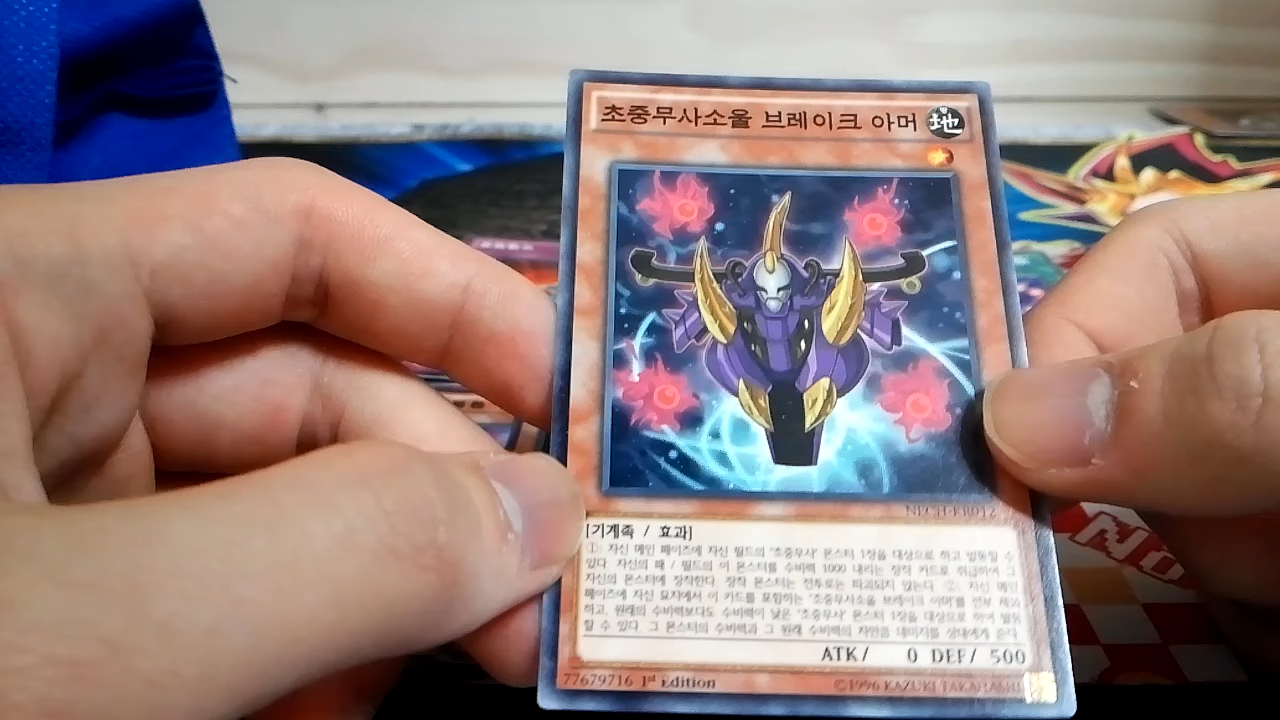 초중무사소울 브레이크 아머
地
NECH-KR012
[기계족 / 효과]
①: 자신 메인 페이즈에 자신 필드의 "초중무사" 몬스터 1장을 대상으로 하고 발동할 수
있다. 자신의 패 / 필드의 이 몬스터를 수비력 1000 내리는 장착 카드로 취급하여 그
자신의 몬스터에 장착한다. 장착 몬스터는 전투로는 파괴되지 않는다. ②: 자신 메인
페이즈에 자신 묘지에서 이 카드를 포함하는 "초중무사소울 브레이크 아머"를 전부 제외
하고, 원래의 수비력보다도 수비력이 낮은 "초중무사" 몬스터 1장을 대상으로 하여 발동
할 수 있다. 그 몬스터의 수비력과 그 원래 수비력의 차만큼 데미지를 상대에게 준다.
ATK/ 0 DEF/ 500
77679716 1st Edition
©1996 KAZUKI TAKAHASHI